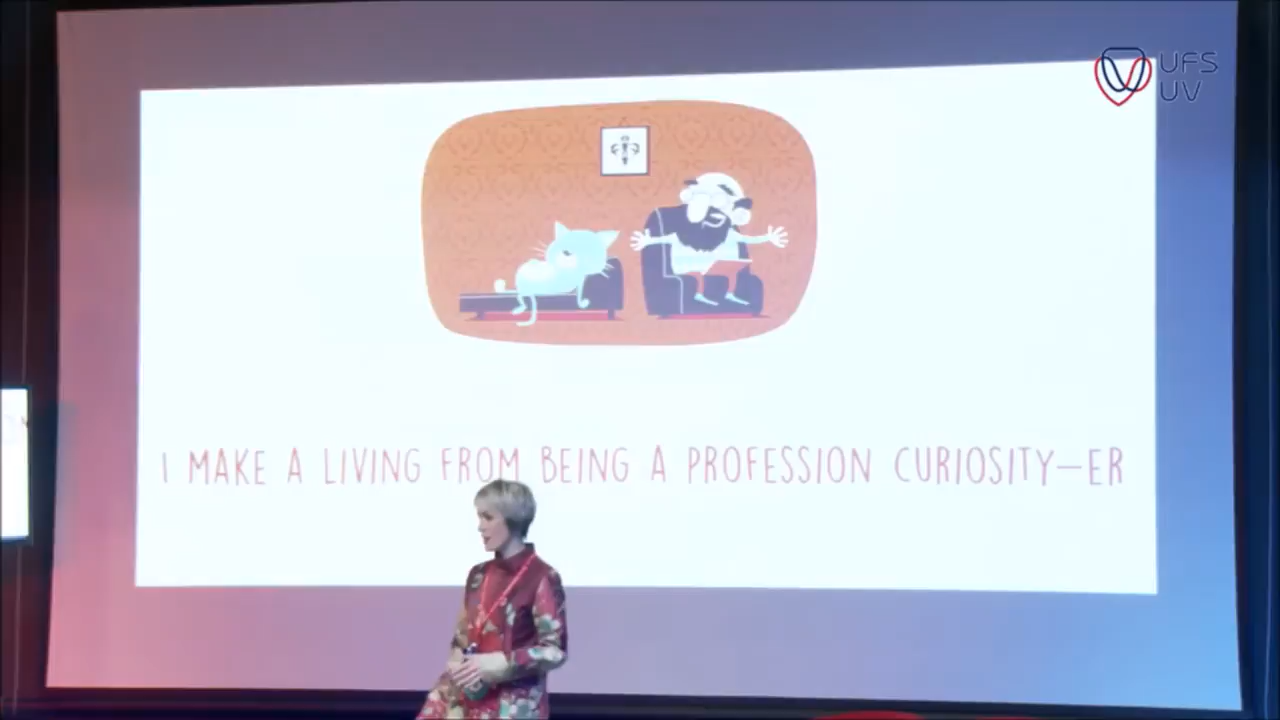 UFS
UV
I MAKE A LIVING FROM BEING A PROFESSION CURIOSITY–ER